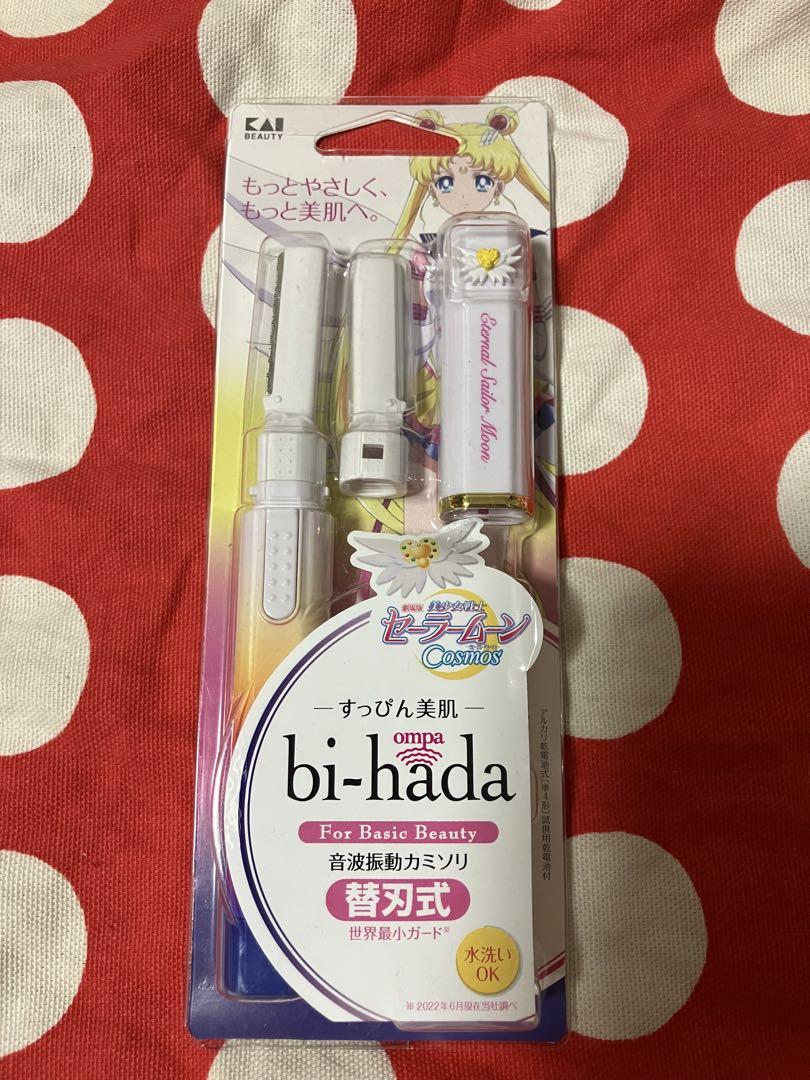 KAI
BEAUTY
もっとやさしく、
もっと美肌へ。
Eternal Sailor Moon
劇場版 美少女戦士
セーラームーン
Cosmos
すっぴん美肌
ompa
bi-hada
For Basic Beauty
音波振動カミソリ
替刃式
世界最小ガード※
水洗い
OK
※2022年6月現在当社調べ
アルカリ乾電池式(単4形)試供用乾電池付